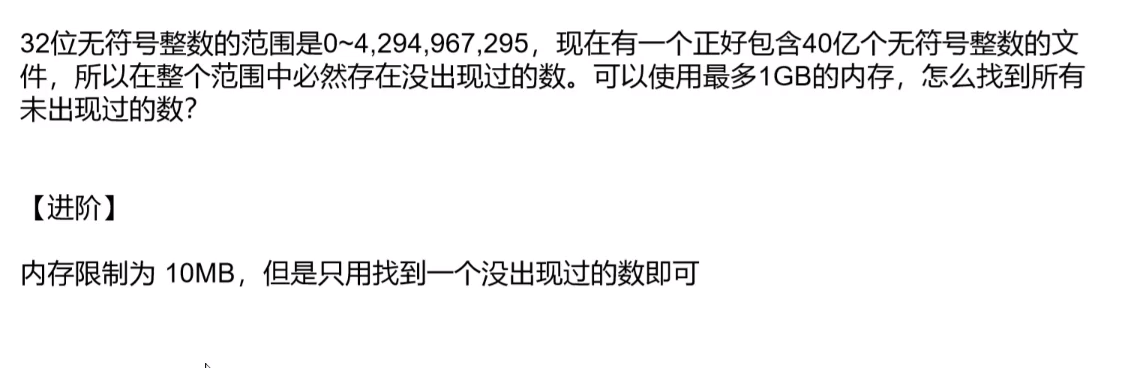 32位无符号整数的范围是0~4,294,967,295，现在有一个正好包含40亿个无符号整数的文
件，所以在整个范围中必然存在没出现过的数。可以使用最多1GB的内存，怎么找到所有
未出现过的数？
【进阶】
内存限制为 10MB，但是只用找到一个没出现过的数即可